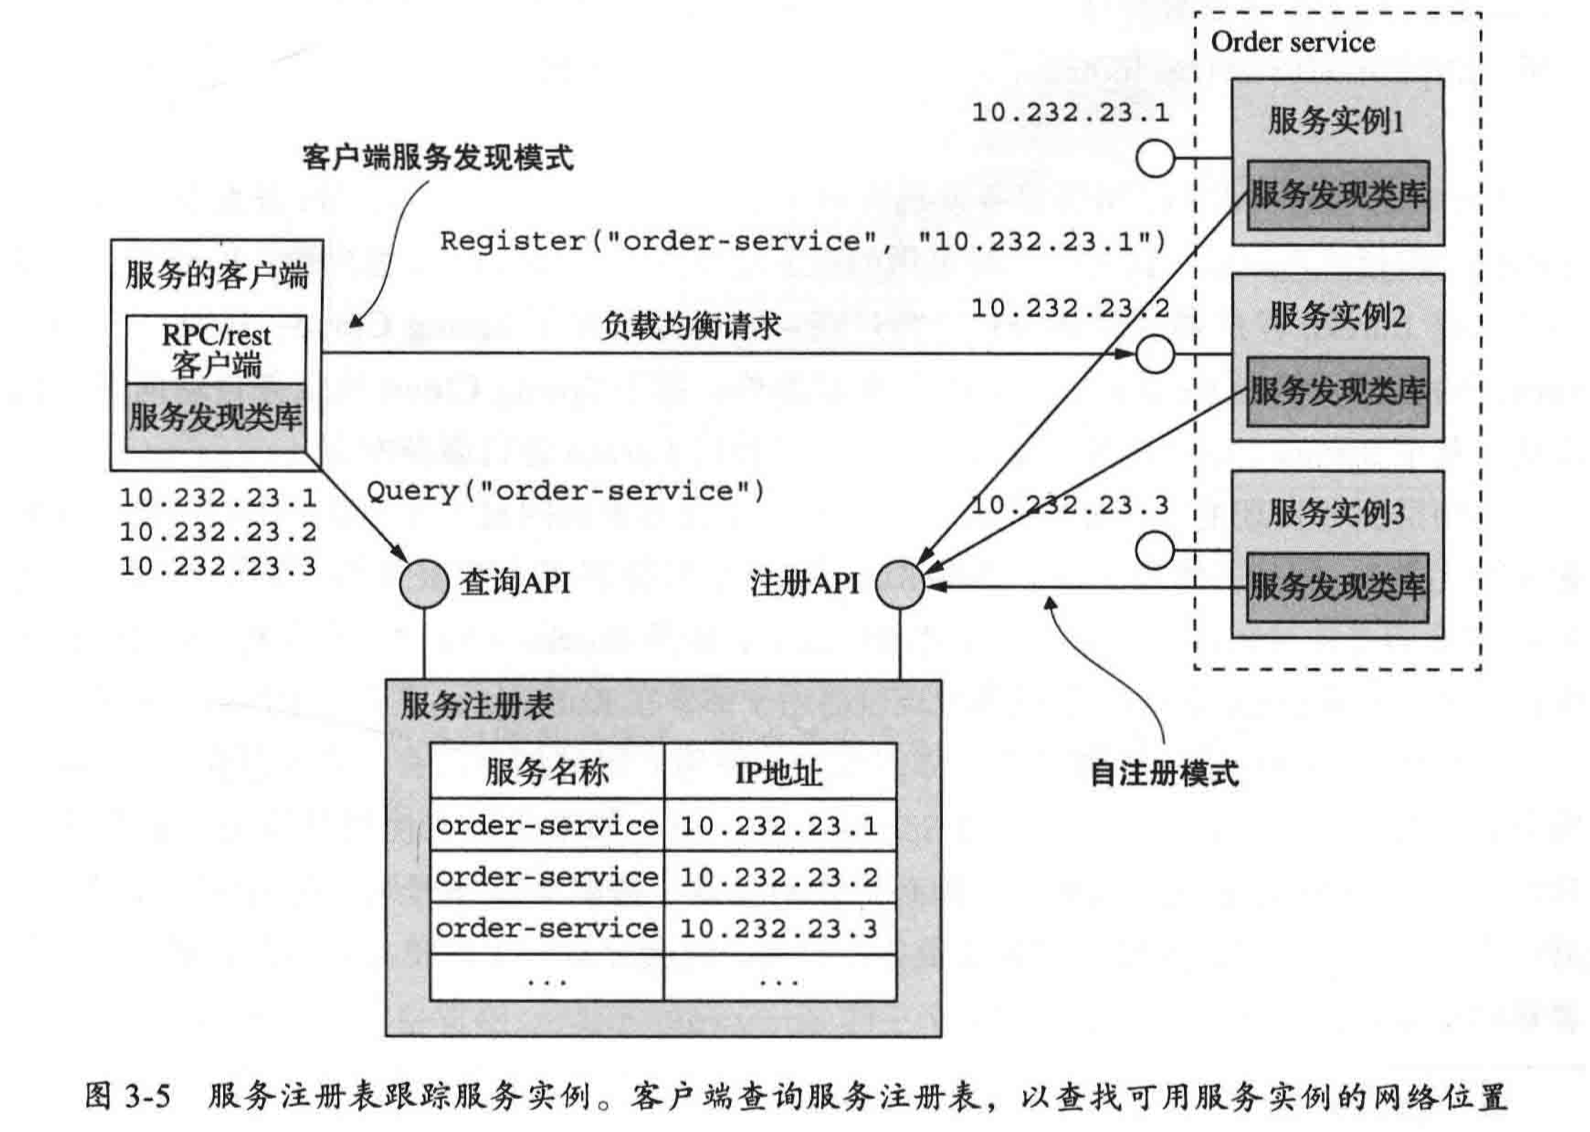 Order service
10.232.23.1
服务实例1
服务发现类库
客户端服务发现模式
Register("order-service", "10.232.23.1")
服务的客户端
RPC/rest
客户端
服务发现类库
负载均衡请求
10.232.23.2
服务实例2
服务发现类库
10.232.23.1
10.232.23.2
10.232.23.3
Query("order-service")
10.232.23.3
服务实例3
服务发现类库
查询API
注册API
服务注册表
服务名称 IP地址
order-service 10.232.23.1
order-service 10.232.23.2
order-service 10.232.23.3
... ...
自注册模式
图 3-5 服务注册表跟踪服务实例。客户端查询服务注册表，以查找可用服务实例的网络位置